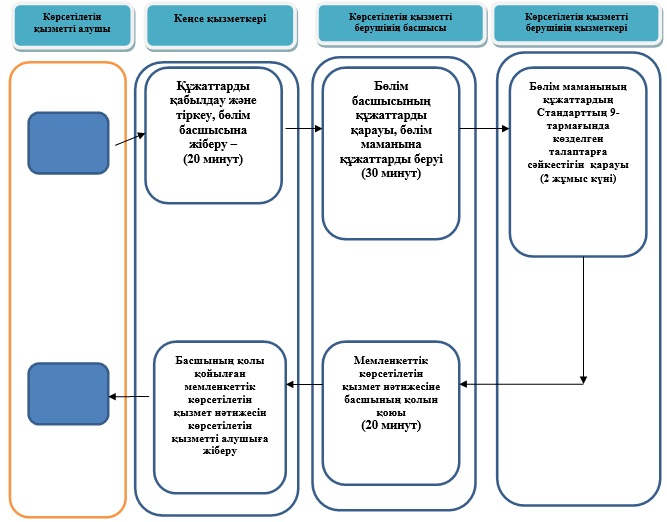 Көрсетілетін
қызметті алушы
Кеңсе қызметкері
Көрсетілетін қызметті
берушінің басшысы
Көрсетілетін қызметті
берушінің қызметкері
Құжаттарды
қабылдау және
тіркеу, бөлім
басшысына
жіберу –
(20 минут)
Бөлім
басшысының
құжаттарды
қарауы, бөлім
маманына
құжаттарды беруі
(30 минут)
Бөлім маманының
құжаттардың
Стандарттың 9-
тармағында
көзделген
талаптарға
сәйкестігін қарауы
(2 жұмыс күні)
Басшының қолы
қойылған
мемленкеттік
көрсетілетін
қызмет нәтижесін
көрсетілетін
қызметті алушыға
жіберу
Мемленкеттік
көрсетілетін
қызмет нәтижесіне
басшының қолын
қоюы
(20 минут)